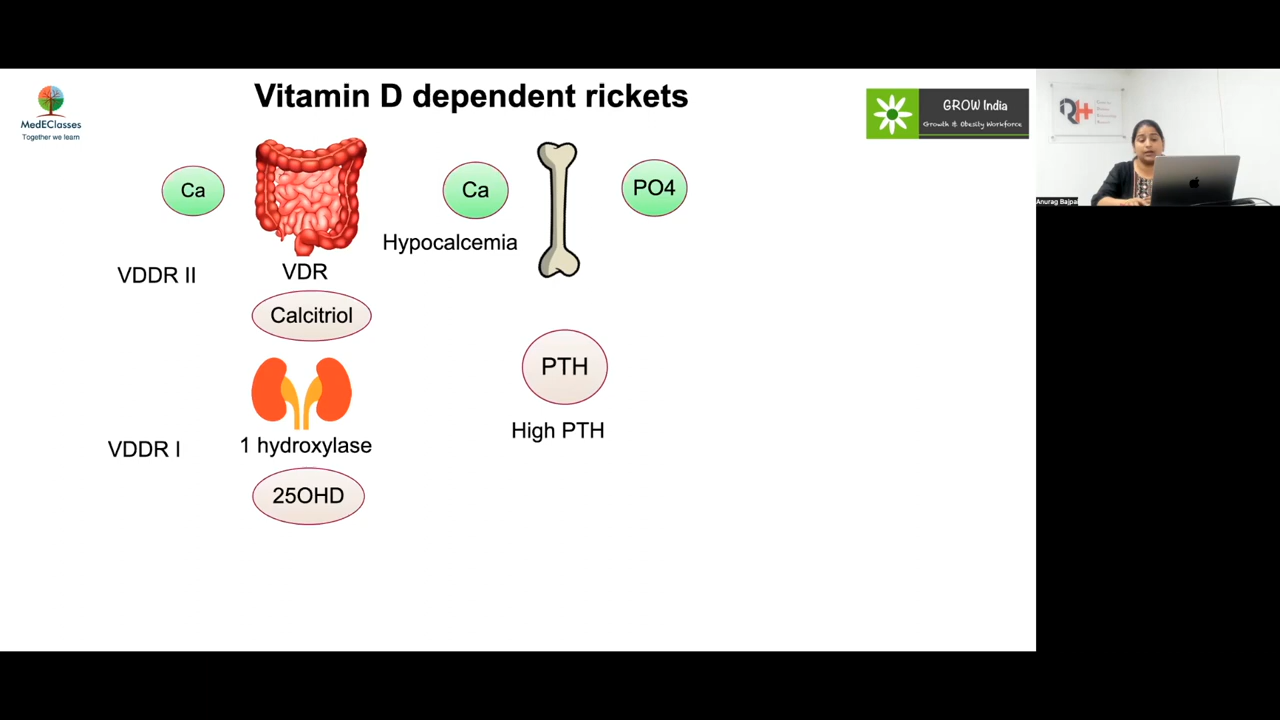 Vitamin D dependent rickets
MedEClasses
Together we learn
GROW India
Growth & Obesity Workforce
Ca
Ca
PO4
Hypocalcemia
VDDR II
VDR
Calcitriol
PTH
High PTH
VDDR I
1 hydroxylase
25OHD
Anurag Bajpai